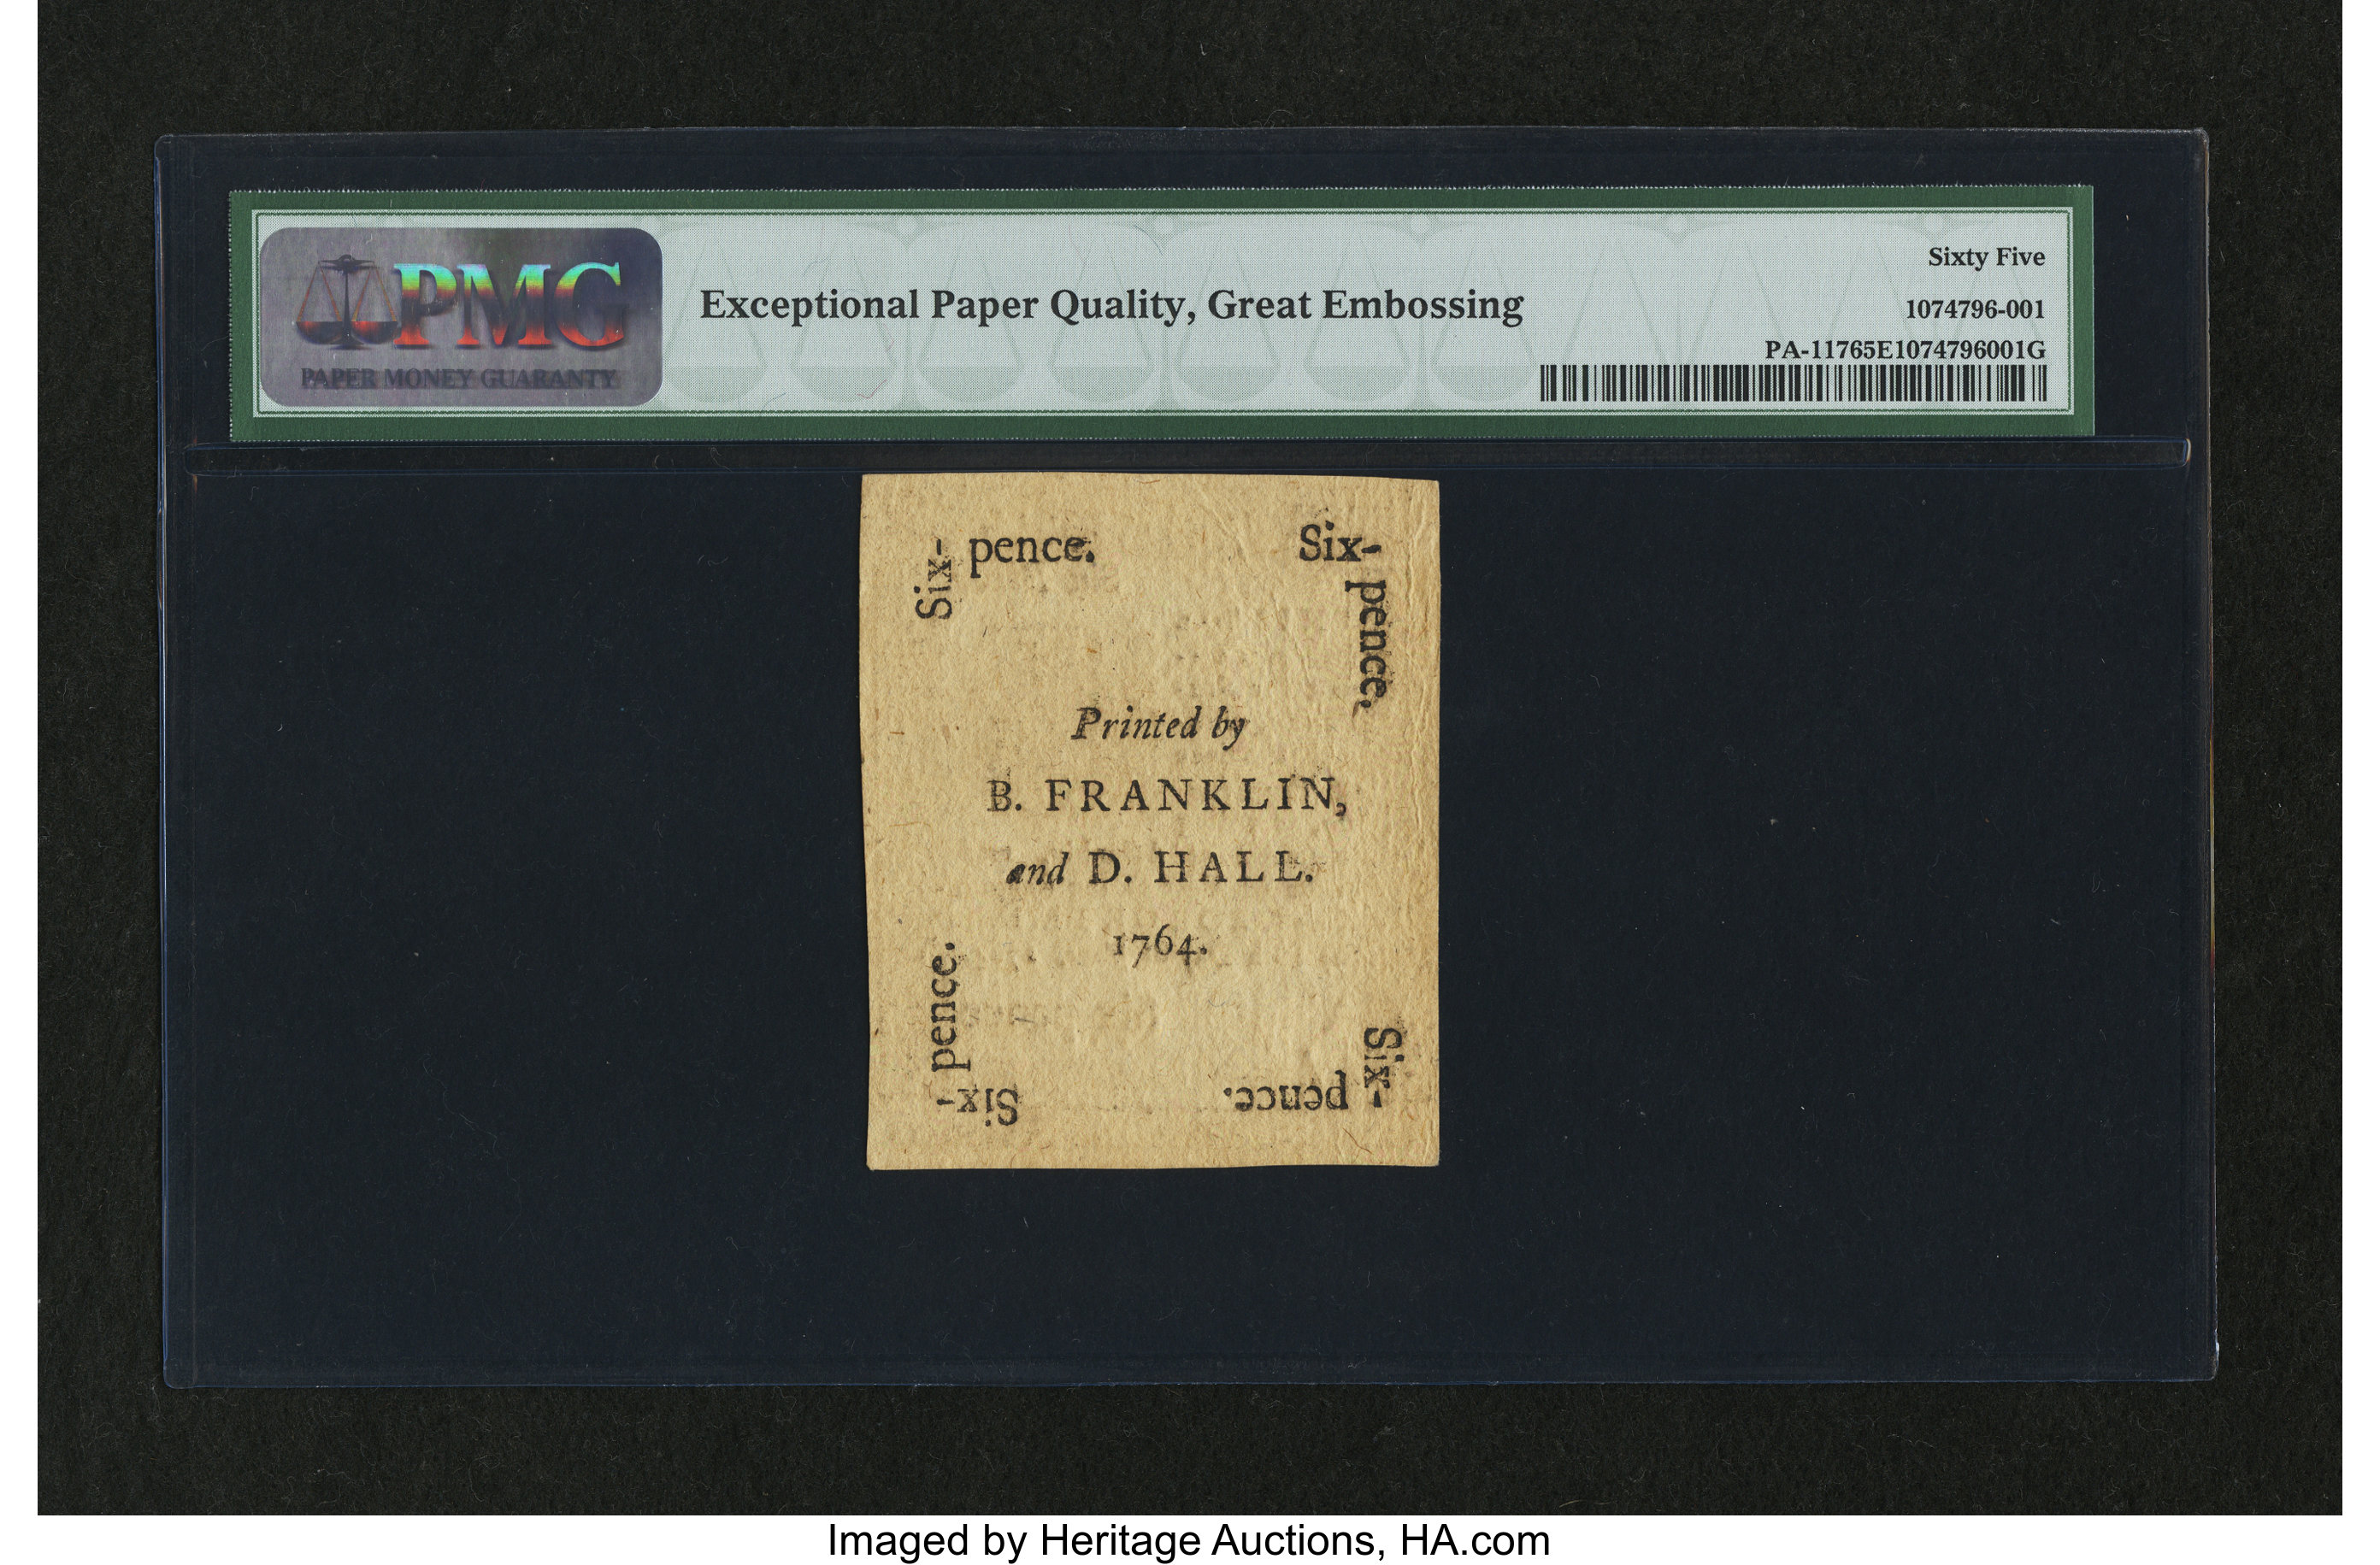 PMG
PAPER MONEY GUARANTY
Exceptional Paper Quality, Great Embossing
Sixty Five
1074796-001
PA-11765E1074796001G
Six-pence.
Six-pence.
Printed by
B. FRANKLIN,
and D. HALL.
1764.
Six-pence.
Six-pence.
Imaged by Heritage Auctions, HA.com